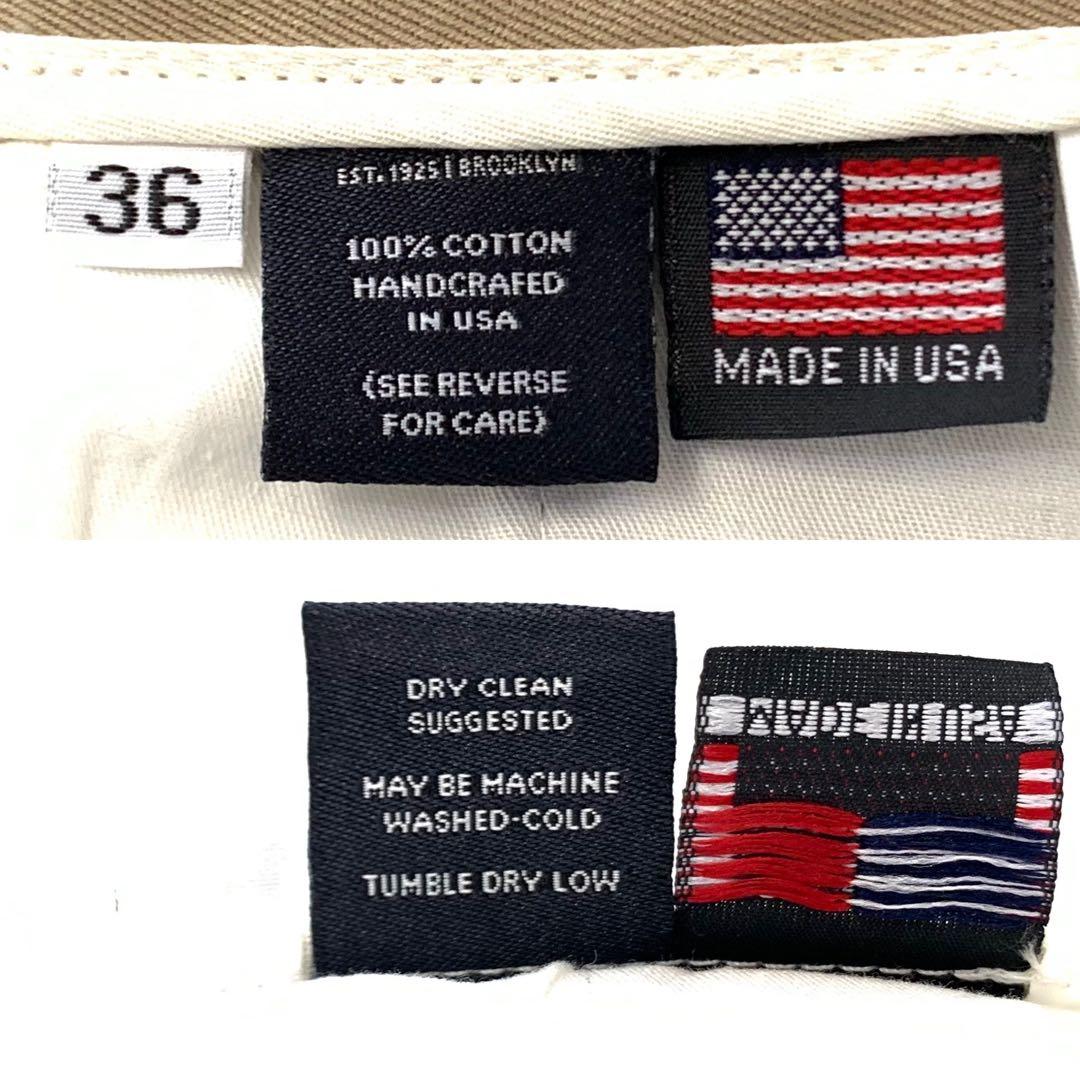 36
EST. 1925 | BROOKLYN
100% COTTON
HANDCRAFED
IN USA
{SEE REVERSE
FOR CARE}
MADE IN USA
DRY CLEAN
SUGGESTED
MAY BE MACHINE
WASHED-COLD
TUMBLE DRY LOW